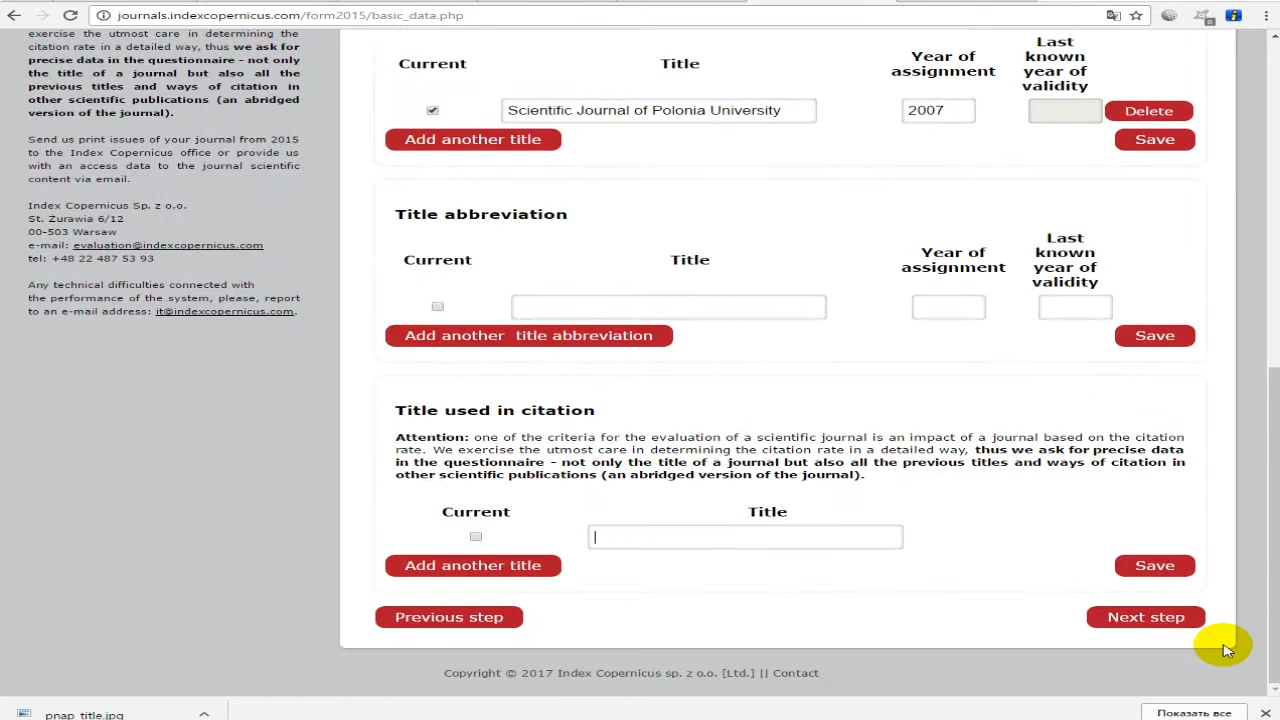 journals.indexcopernicus.com/form2015/basic_data.php
exercise the utmost care in determining the
citation rate in a detailed way, thus we ask for
precise data in the questionnaire - not only
the title of a journal but also all the
previous titles and ways of citation in
other scientific publications (an abridged
version of the journal).
Send us print issues of your journal from 2015
to the Index Copernicus office or provide us
with an access data to the journal scientific
content via email.
Index Copernicus Sp. z o.o.
St. Żurawia 6/12
00-503 Warsaw
e-mail: evaluation@indexcopernicus.com
tel: +48 22 487 53 93
Any technical difficulties connected with
the performance of the system, please, report
to an e-mail address: it@indexcopernicus.com.
Current Title Year of assignment Last known year of validity
Scientific Journal of Polonia University 2007 Delete
Add another title Save
Title abbreviation
Current Title Year of assignment Last known year of validity
Add another title abbreviation Save
Title used in citation
Attention: one of the criteria for the evaluation of a scientific journal is an impact of a journal based on the citation
rate. We exercise the utmost care in determining the citation rate in a detailed way, thus we ask for precise data
in the questionnaire - not only the title of a journal but also all the previous titles and ways of citation in
other scientific publications (an abridged version of the journal).
Current Title
Add another title Save
Previous step Next step
Copyright © 2017 Index Copernicus sp. z o.o. [Ltd.] || Contact
pnap_title.jpg Показать все